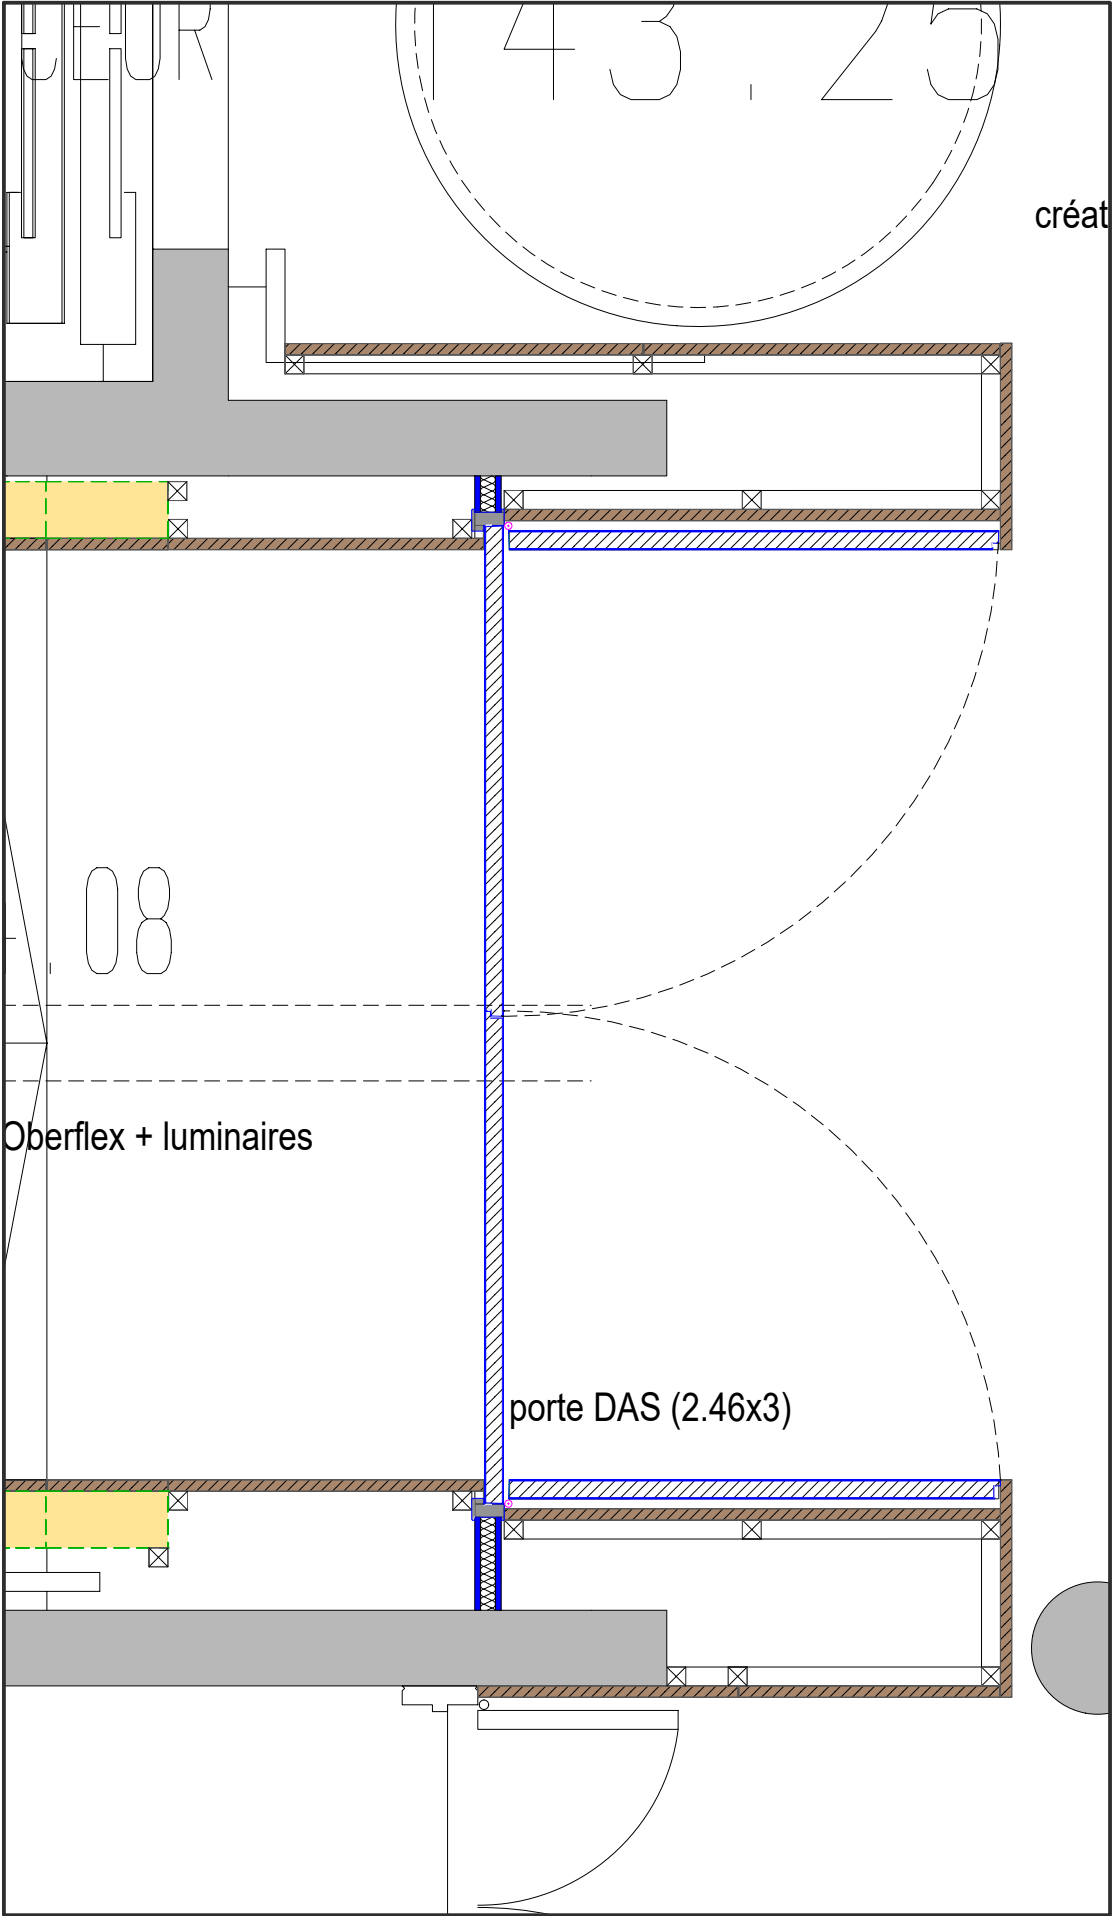 143.25
créat
08
Oberflex + luminaires
porte DAS (2.46x3)